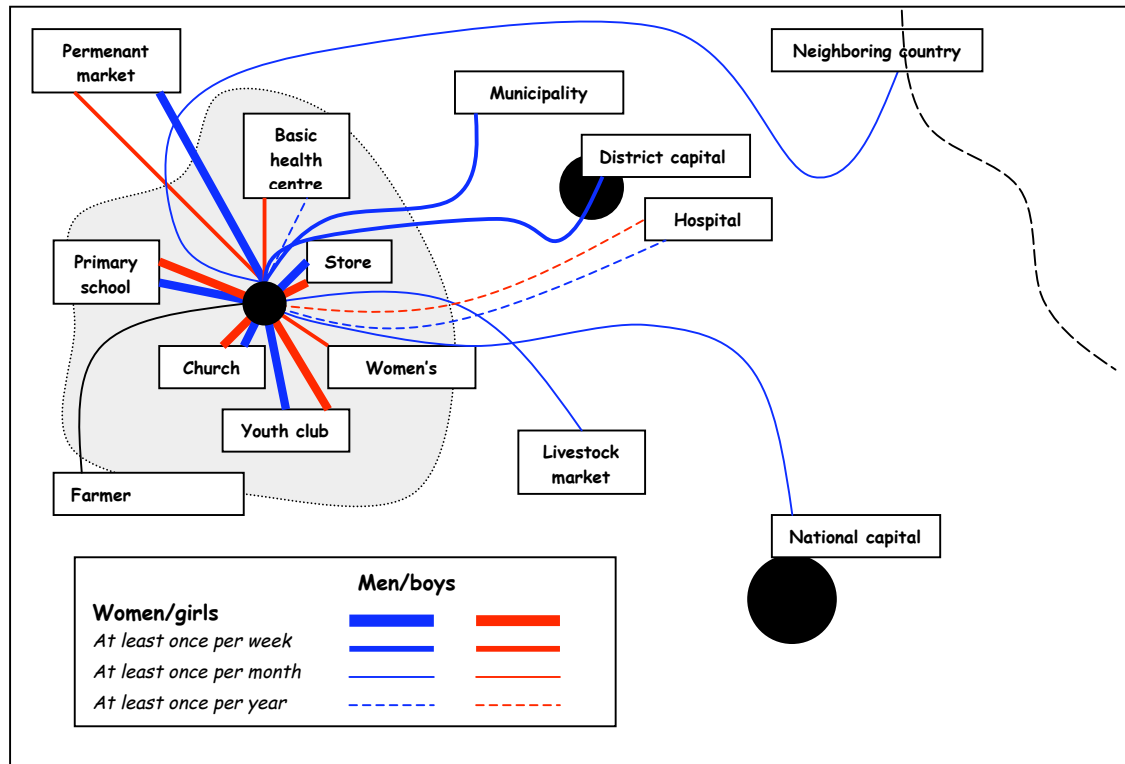 Permenant
market
Neighboring country
Municipality
Basic
health
centre
District capital
Hospital
Primary
school
Store
Church
Women's
Youth club
Livestock
market
Farmer
National capital
Men/boys
Women/girls
At least once per week
At least once per month
At least once per year